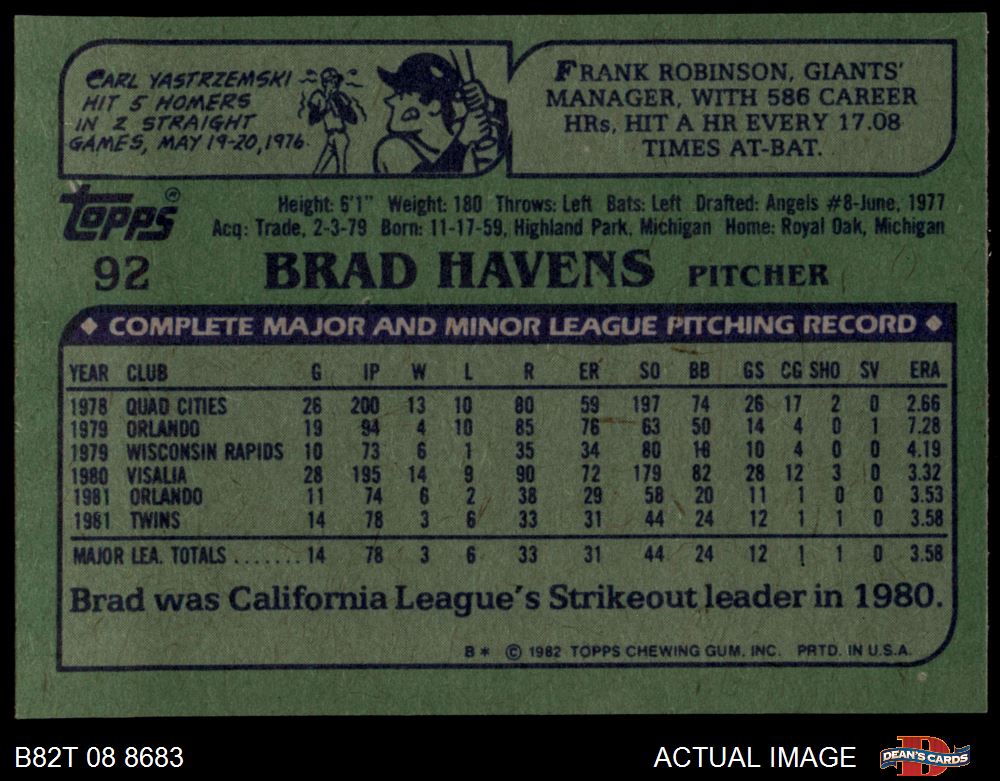 CARL YASTRZEMSKI
HIT 5 HOMERS
IN 2 STRAIGHT
GAMES, MAY 19-20, 1976.
FRANK ROBINSON, GIANTS'
MANAGER, WITH 586 CAREER
HRs, HIT A HR EVERY 17.08
TIMES AT-BAT.
TOPPS®
Height: 6'1" Weight: 180 Throws: Left Bats: Left Drafted: Angels #8-June, 1977
Acq: Trade, 2-3-79 Born: 11-17-59, Highland Park, Michigan Home: Royal Oak, Michigan
92 BRAD HAVENS PITCHER
◆ COMPLETE MAJOR AND MINOR LEAGUE PITCHING RECORD ◆
YEAR CLUB G IP W L R ER SO BB GS CG SHO SV ERA
1978 QUAD CITIES 26 200 13 10 80 59 197 74 26 17 2 0 2.66
1979 ORLANDO 19 94 4 10 85 76 63 50 14 4 0 1 7.28
1979 WISCONSIN RAPIDS 10 73 6 1 35 34 80 18 10 4 0 0 4.19
1980 VISALIA 28 195 14 9 90 72 179 82 28 12 3 0 3.32
1981 ORLANDO 11 74 6 2 38 29 58 20 11 1 0 0 3.53
1981 TWINS 14 78 3 6 33 31 44 24 12 1 1 0 3.58
MAJOR LEA. TOTALS ....... 14 78 3 6 33 31 44 24 12 1 1 0 3.58
Brad was California League's Strikeout leader in 1980.
B* © 1982 TOPPS CHEWING GUM, INC. PRTD. IN U.S.A.
B82T 08 8683
ACTUAL IMAGE
D
DEAN'S CARDS